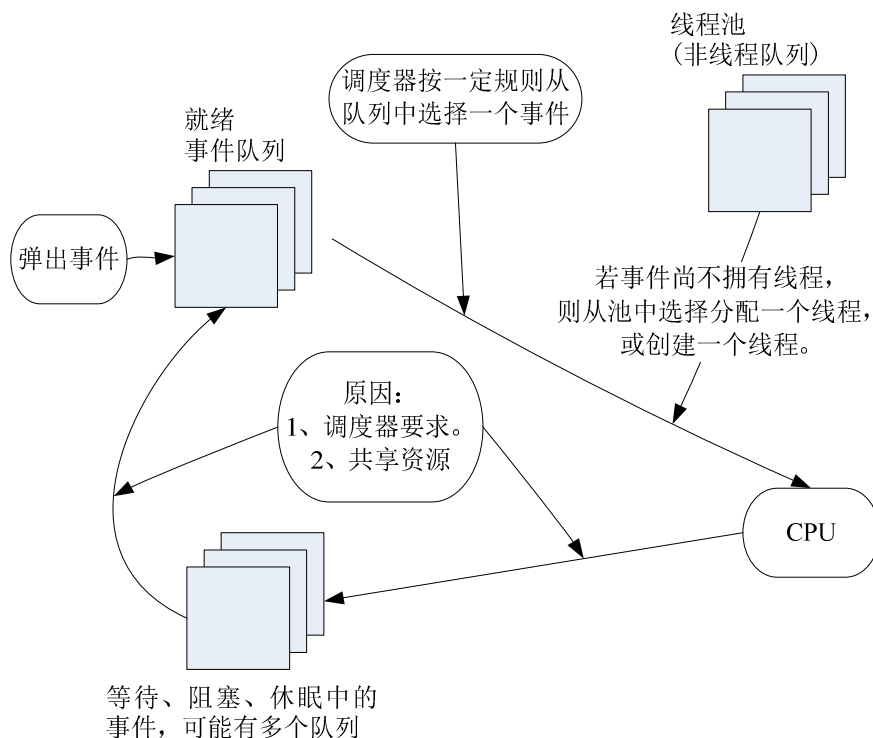 线程池
(非线程队列)
调度器按一定规则从
队列中选择一个事件
就绪
事件队列
弹出事件
若事件尚不拥有线程,
则从池中选择分配一个线程,
或创建一个线程。
原因:
1、调度器要求。
2、共享资源
CPU
等待、阻塞、休眠中的
事件,可能有多个队列